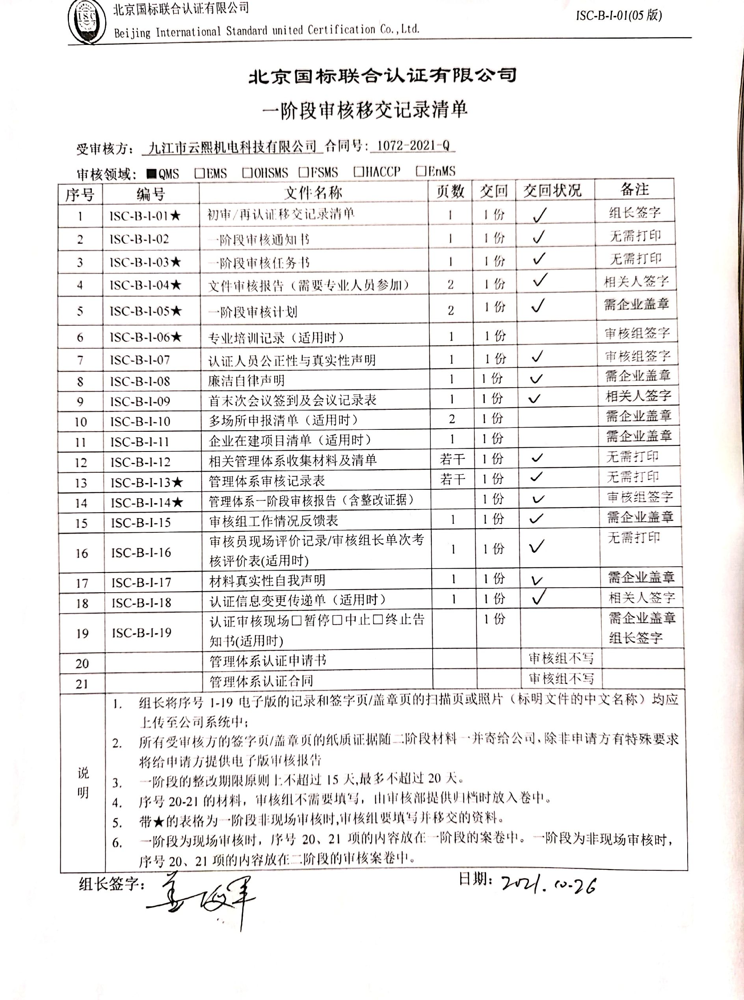 ISC
北京国标联合认证有限公司
ISC-B-I-01(05 版)
Beijing International Standard united Certification Co.,Ltd.
北京国标联合认证有限公司
一阶段审核移交记录清单
受审核方： 九江市云熙机电科技有限公司 合同号: 1072-2021-Q
审核领域：■QMS □EMS □OHSMS □FSMS □HACCP □EnMS
序号 编号 文件名称 页数 交回 交回状况 备注
1 ISC-B-I-01★ 初审/再认证移交记录清单 1 1 份 ✓ 组长签字
2 ISC-B-I-02 一阶段审核通知书 1 1 份 ✓ 无需打印
3 ISC-B-I-03★ 一阶段审核任务书 1 1 份 ✓ 无需打印
4 ISC-B-I-04★ 文件审核报告（需要专业人员参加） 2 1 份 ✓ 相关人签字
5 ISC-B-I-05★ 一阶段审核计划 2 1 份 ✓ 需企业盖章
6 ISC-B-I-06★ 专业培训记录（适用时） 1 1 份 审核组签字
7 ISC-B-I-07 认证人员公正性与真实性声明 1 1 份 ✓ 审核组签字
8 ISC-B-I-08 廉洁自律声明 1 1 份 ✓ 需企业盖章
9 ISC-B-I-09 首末次会议签到及会议记录表 1 1 份 ✓ 相关人签字
10 ISC-B-I-10 多场所申报清单（适用时） 2 1 份 需企业盖章
11 ISC-B-I-11 企业在建项目清单（适用时） 1 1 份 需企业盖章
12 ISC-B-I-12 相关管理体系收集材料及清单 若干 1 份 ✓ 无需打印
13 ISC-B-I-13★ 管理体系审核记录表 若干 1 份 ✓ 无需打印
14 ISC-B-I-14★ 管理体系一阶段审核报告（含整改证据） 1 份 ✓ 审核组签字
15 ISC-B-I-15 审核组工作情况反馈表 1 1 份 ✓ 需企业盖章
16 ISC-B-I-16 审核员现场评价记录/审核组长单次考 1 1 份 ✓ 无需打印
核评价表(适用时)
17 ISC-B-I-17 材料真实性自我声明 1 1 份 ✓ 需企业盖章
18 ISC-B-I-18 认证信息变更传递单（适用时） 1 1 份 ✓ 相关人签字
19 ISC-B-I-19 认证审核现场□暂停□中止□终止告 1 份 需企业盖章
知书(适用时) 组长签字
20 管理体系认证申请书 审核组不写
21 管理体系认证合同 审核组不写
说
明
1. 组长将序号 1-19 电子版的记录和签字页/盖章页的扫描页或照片（标明文件的中文名称）均应
上传至公司系统中;
2. 所有受审核方的签字页/盖章页的纸质证据随二阶段材料一并寄给公司,除非申请方有特殊要求
将给申请方提供电子版审核报告
3. 一阶段的整改期限原则上不超过 15 天,最多不超过 20 天。
4. 序号 20-21 的材料，审核组不需要填写，由审核部提供归档时放入卷中。
5. 带★的表格为一阶段非现场审核时,审核组要填写并移交的资料。
6. 一阶段为现场审核时，序号 20、21 项的内容放在一阶段的案卷中。一阶段为非现场审核时，
序号 20、21 项的内容放在二阶段的审核案卷中。
组长签字：
日期: 2021.10.26